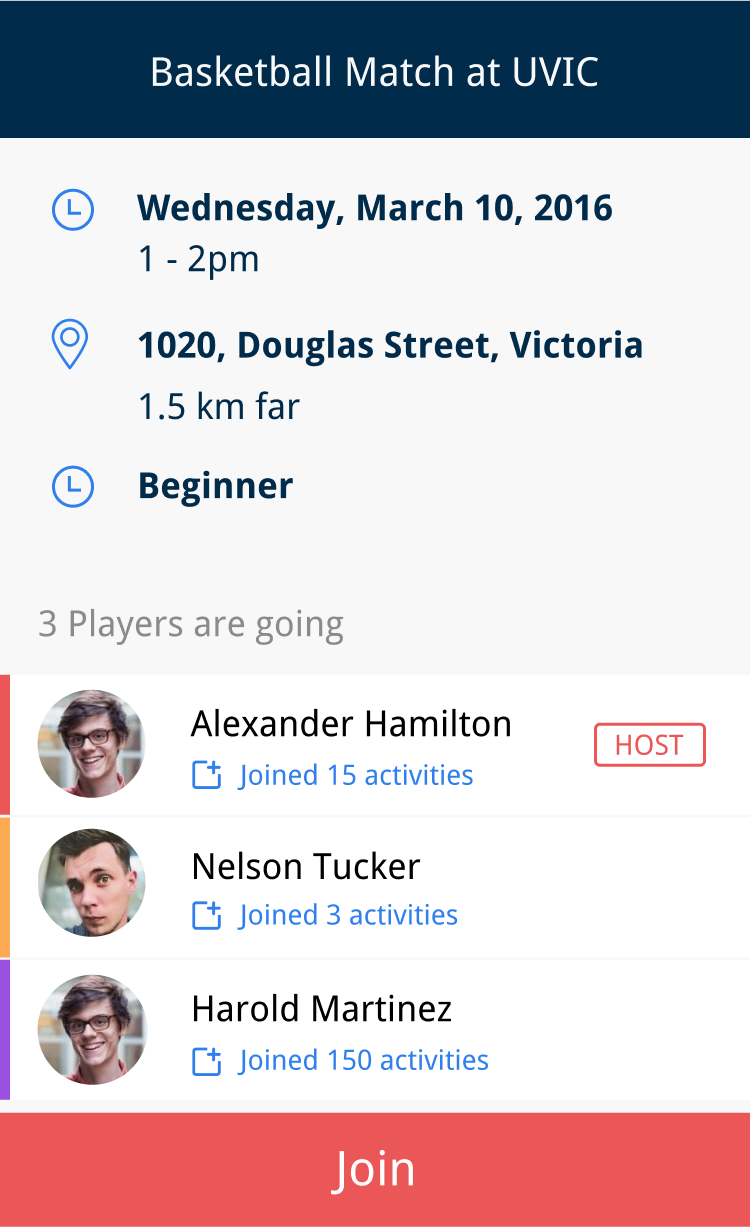 Basketball Match at UVIC
Wednesday, March 10, 2016
1 - 2pm
1020, Douglas Street, Victoria
1.5 km far
Beginner
3 Players are going
Alexander Hamilton
HOST
Joined 15 activities
Nelson Tucker
Joined 3 activities
Harold Martinez
Joined 150 activities
Join